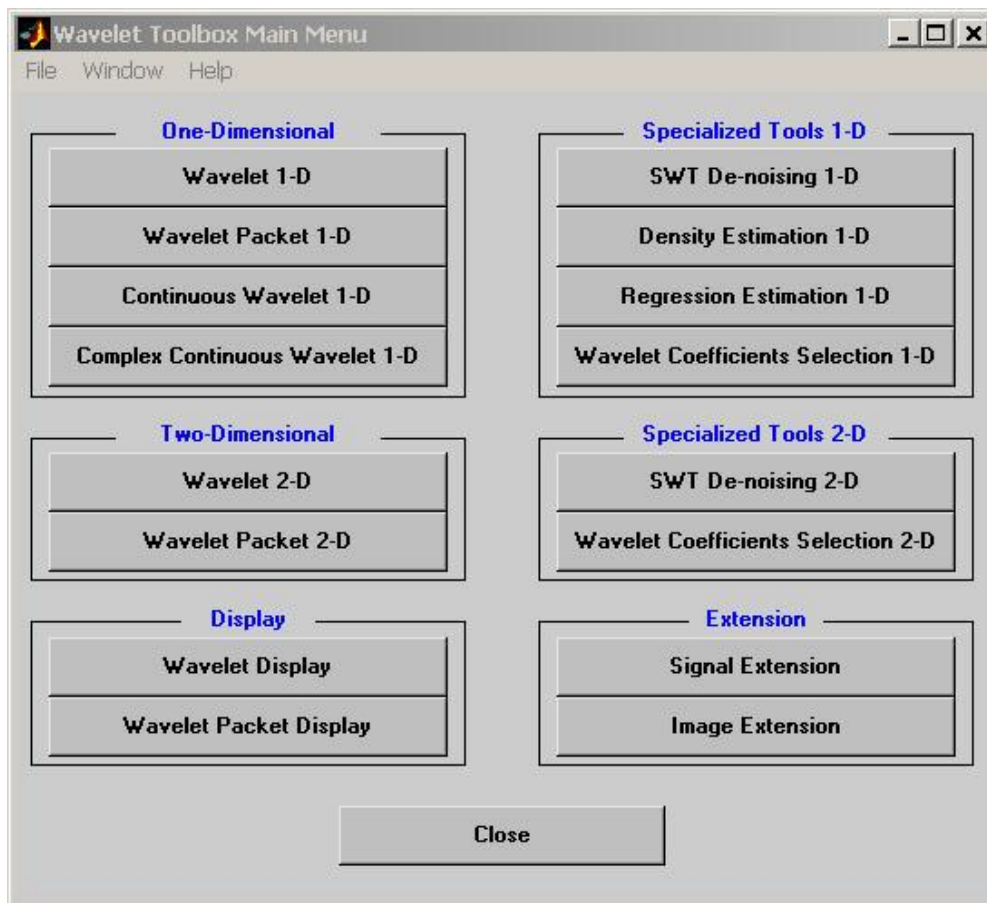 Wavelet Toolbox Main Menu
File Window Help
One-Dimensional
Wavelet 1-D
Wavelet Packet 1-D
Continuous Wavelet 1-D
Complex Continuous Wavelet 1-D
Specialized Tools 1-D
SWT De-noising 1-D
Density Estimation 1-D
Regression Estimation 1-D
Wavelet Coefficients Selection 1-D
Two-Dimensional
Wavelet 2-D
Wavelet Packet 2-D
Specialized Tools 2-D
SWT De-noising 2-D
Wavelet Coefficients Selection 2-D
Display
Wavelet Display
Wavelet Packet Display
Extension
Signal Extension
Image Extension
Close